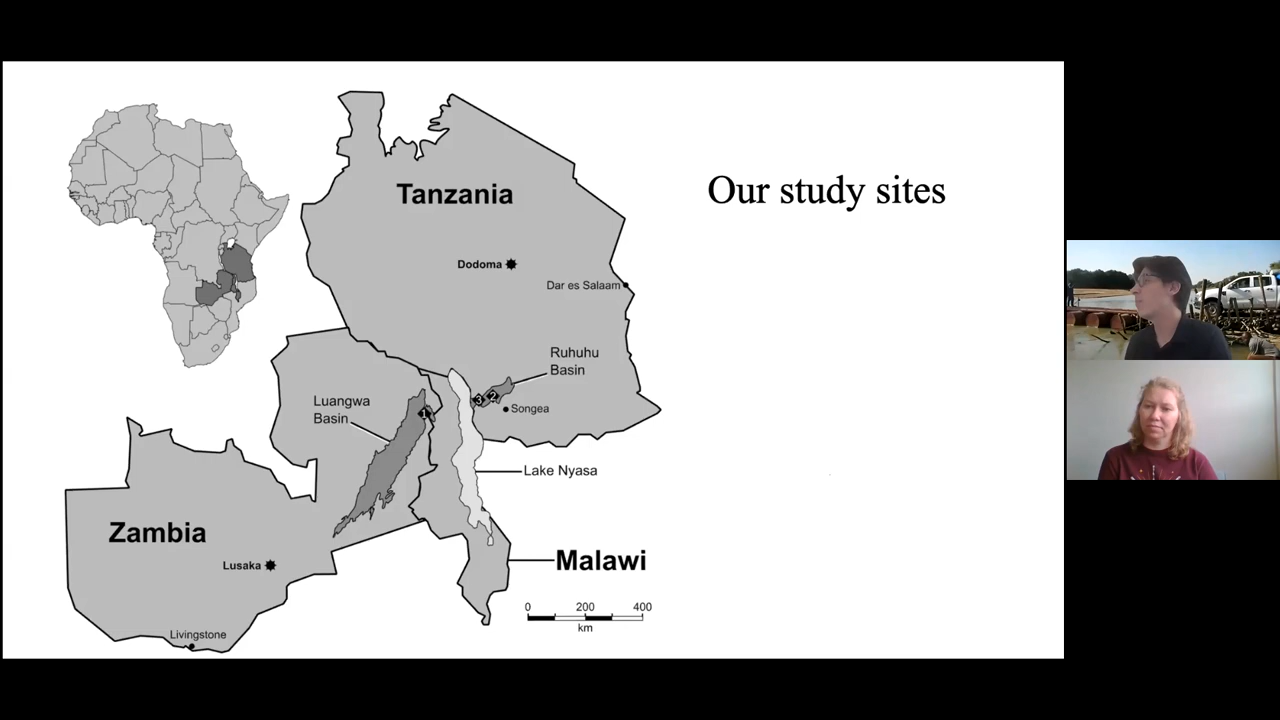 Our study sites
Tanzania
Dodoma
Dar es Salaam
Ruhuhu
Basin
Luangwa
Basin
1
3
2
Songea
Lake Nyasa
Zambia
Lusaka
Malawi
0 200 400
km
Livingstone